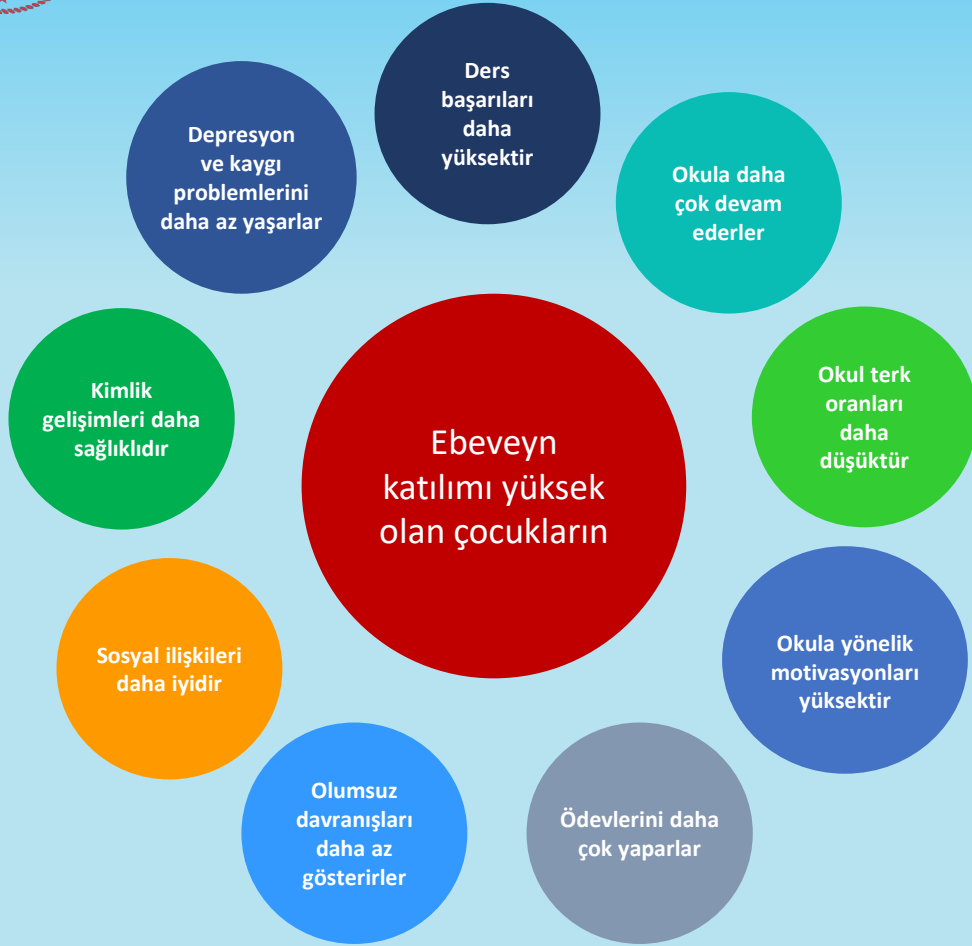 Ders
başarıları
daha
yüksektir
Depresyon
ve kaygı
problemlerini
daha az yaşarlar
Okula daha
çok devam
ederler
Kimlik
gelişimleri daha
sağlıklıdır
Okul terk
oranları
daha
düşüktür
Ebeveyn
katılımı yüksek
olan çocukların
Sosyal ilişkileri
daha iyidir
Okula yönelik
motivasyonları
yüksektir
Olumsuz
davranışları
daha az
gösterirler
Ödevlerini daha
çok yaparlar